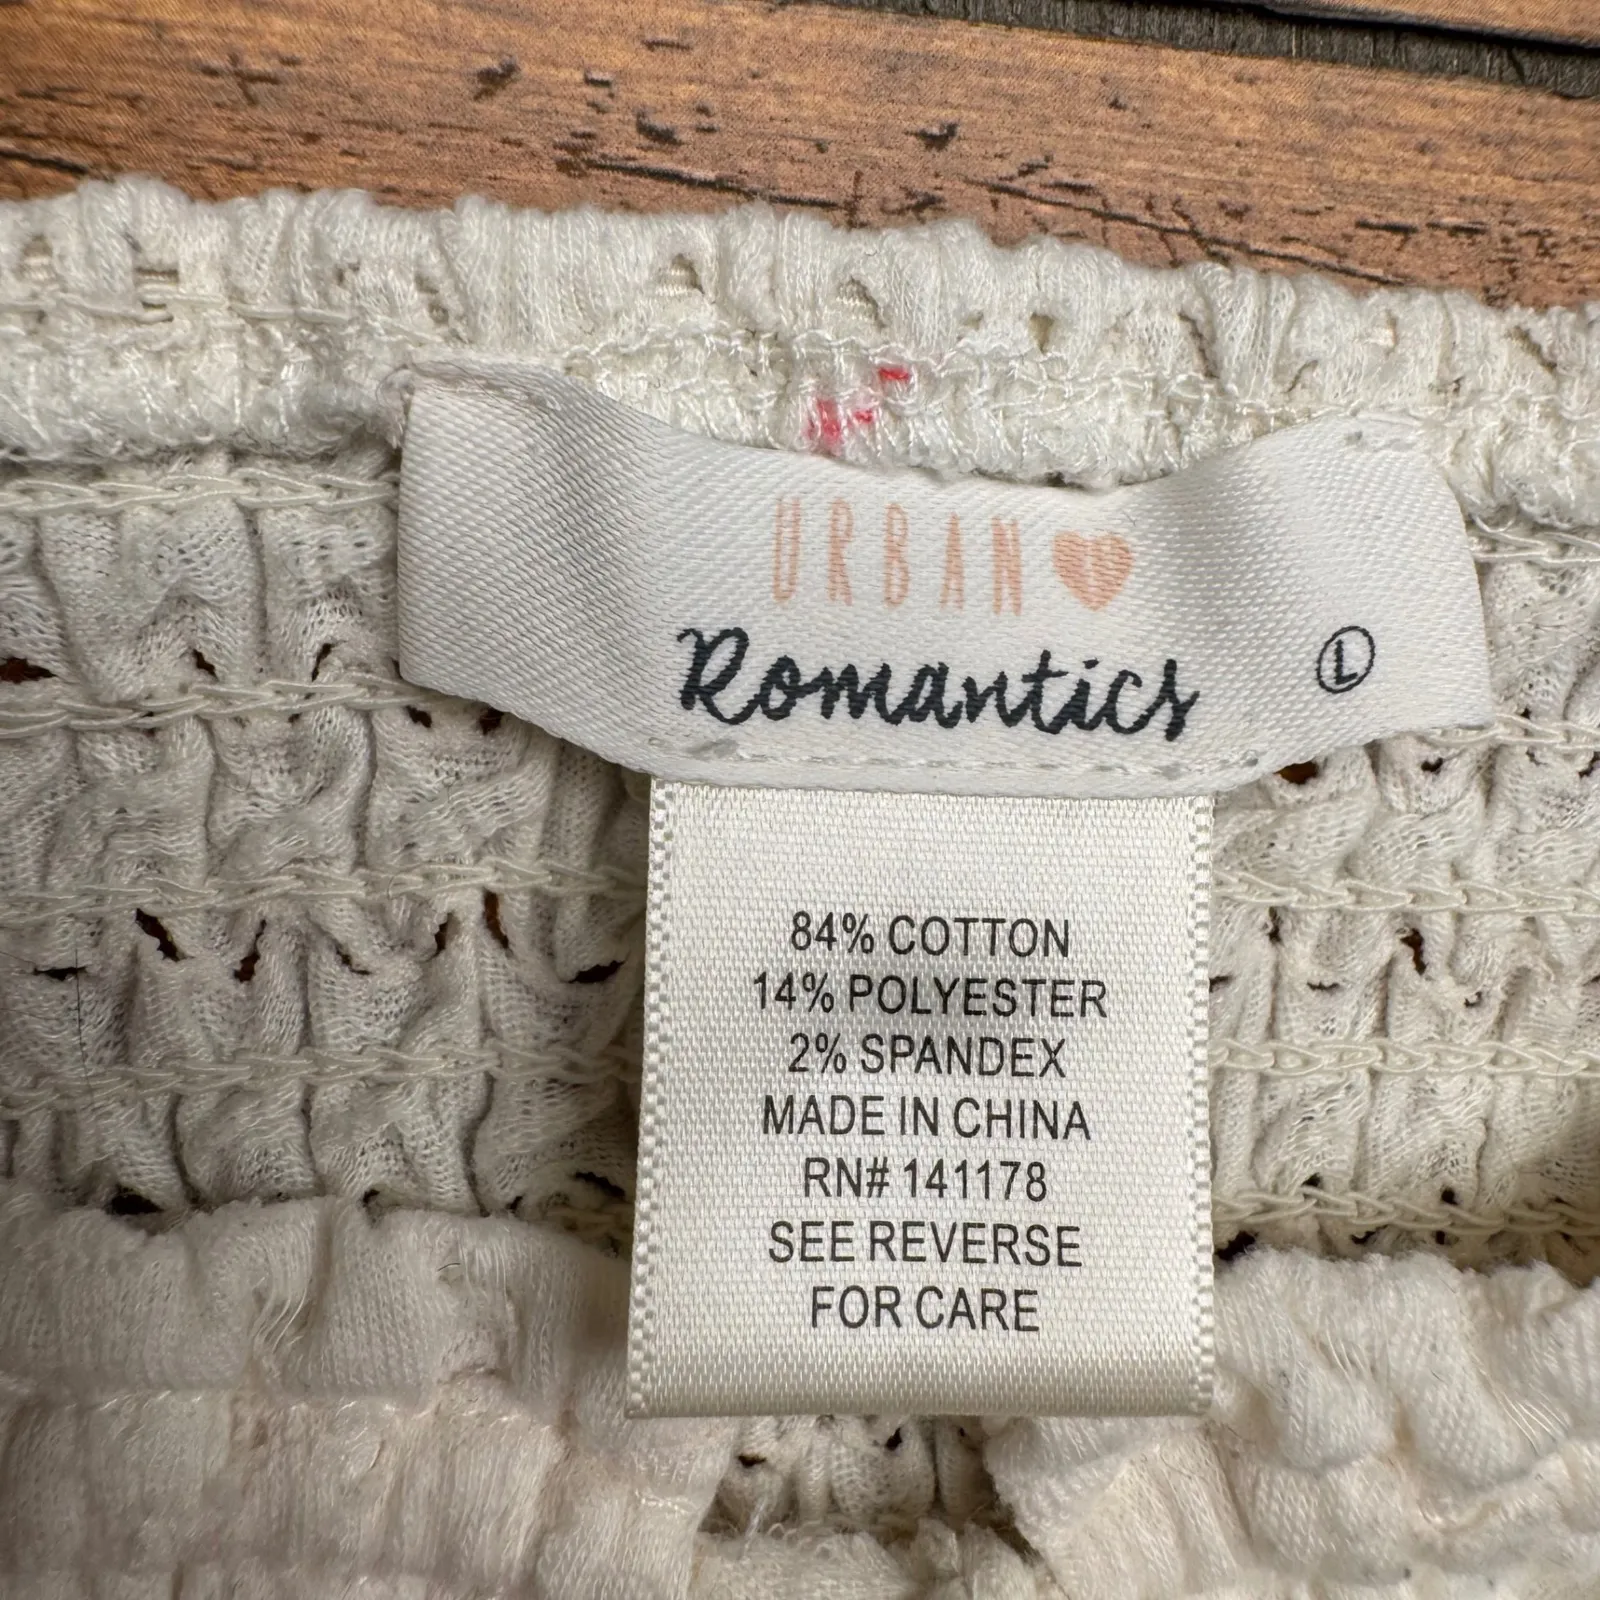 URBAN
Romantics
L
84% COTTON
14% POLYESTER
2% SPANDEX
MADE IN CHINA
RN# 141178
SEE REVERSE
FOR CARE